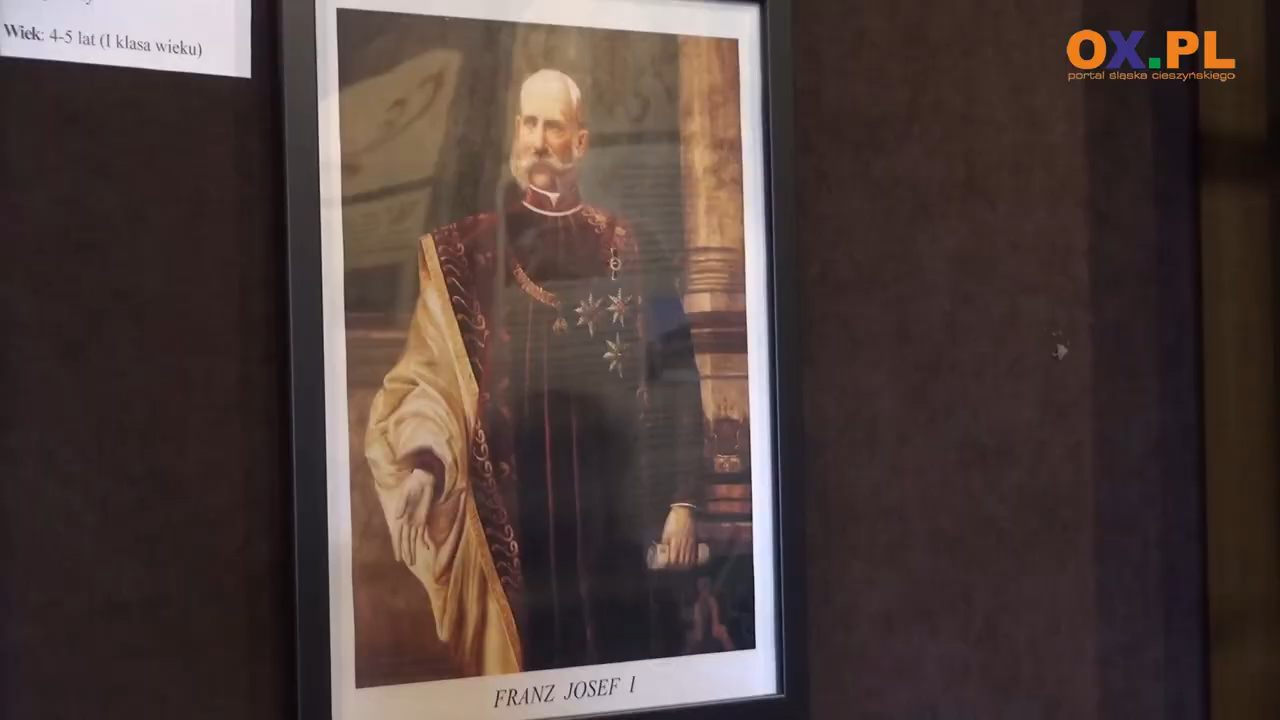 Wiek: 4-5 lat (I klasa wieku)
OX.PL
portal śląska cieszyńskiego
FRANZ JOSEF I